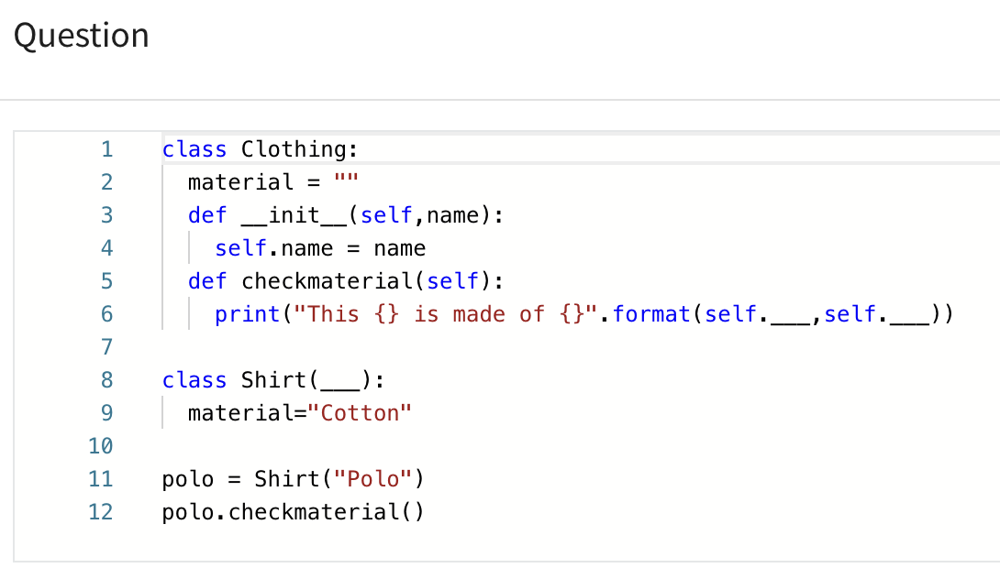 Question
1 class Clothing:
2   material = ""
3   def __init__(self,name):
4     self.name = name
5   def checkmaterial(self):
6     print("This {} is made of {}".format(self.___,self.___))
7
8 class Shirt(___):
9   material="Cotton"
10
11 polo = Shirt("Polo")
12 polo.checkmaterial()